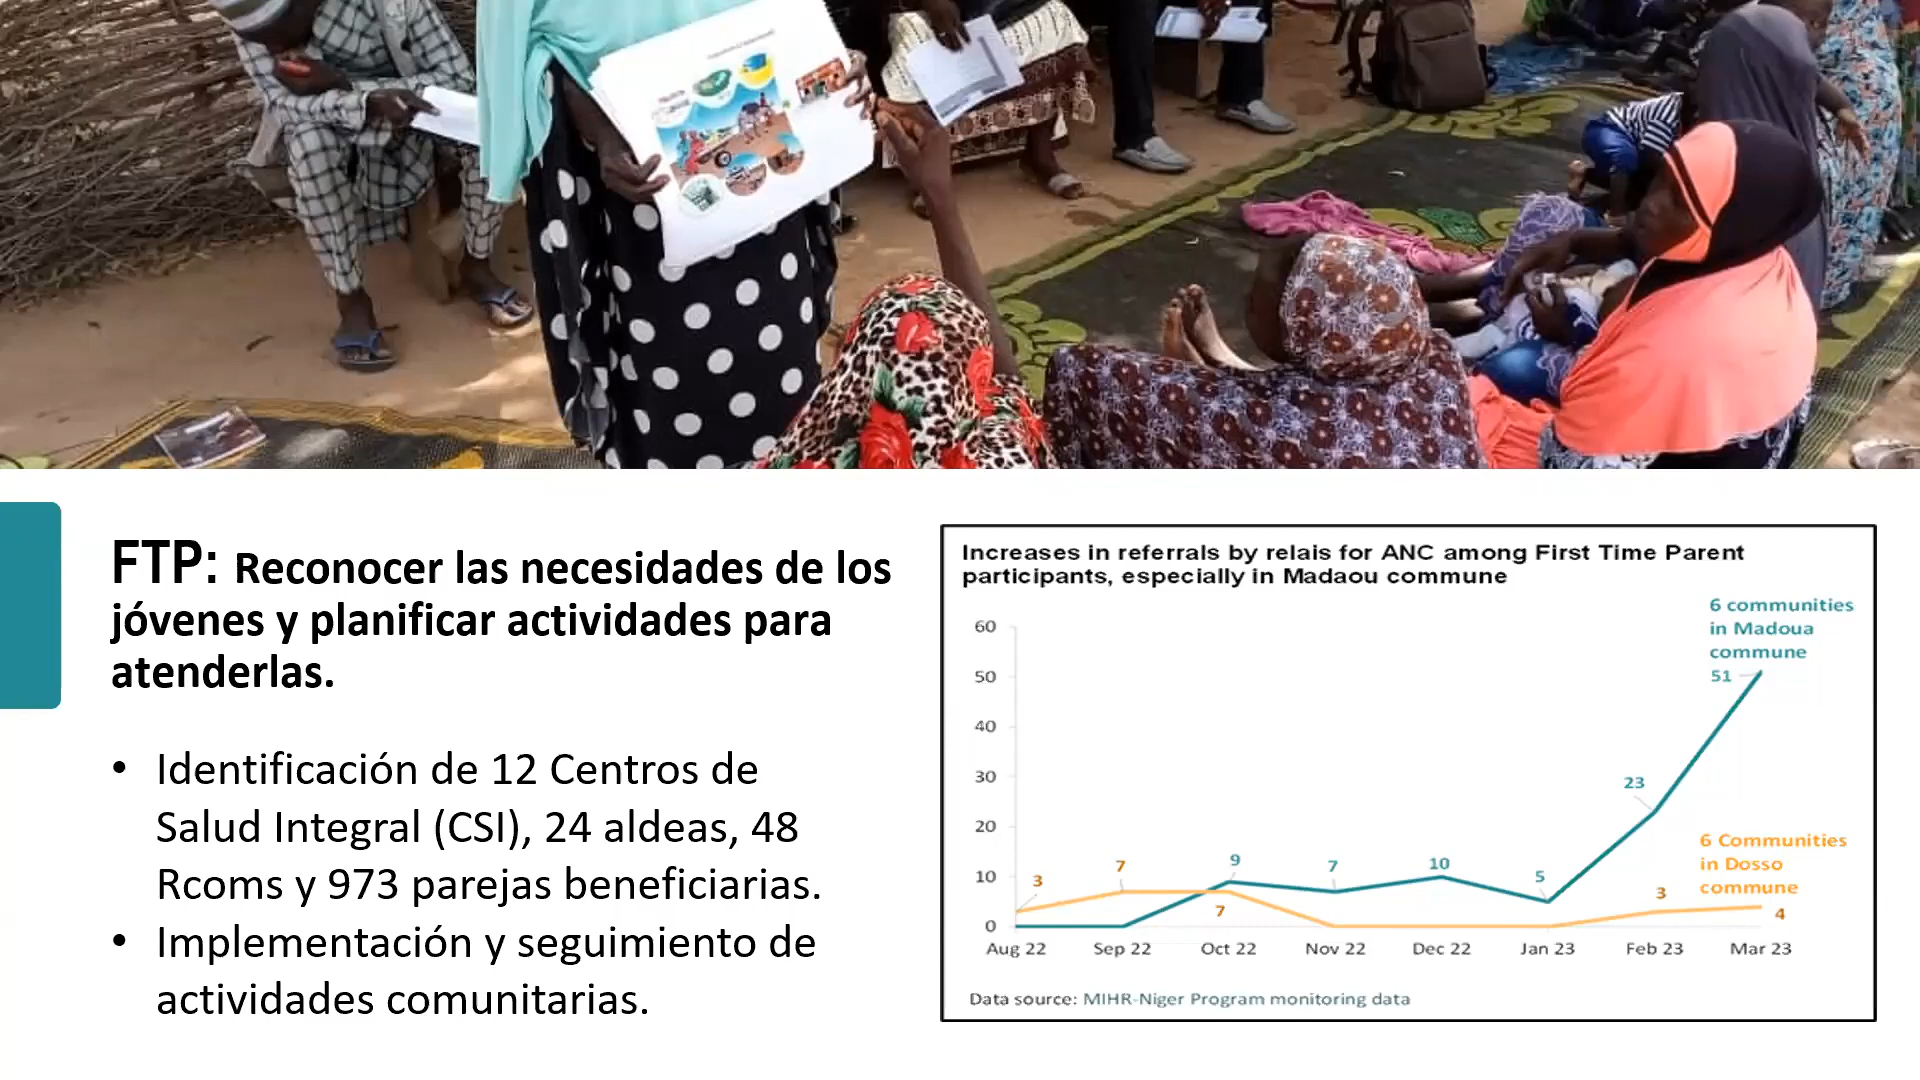 FTP: Reconocer las necesidades de los
jóvenes y planificar actividades para
atenderlas.
• Identificación de 12 Centros de
Salud Integral (CSI), 24 aldeas, 48
Rcoms y 973 parejas beneficiarias.
• Implementación y seguimiento de
actividades comunitarias.
Increases in referrals by relais for ANC among First Time Parent
participants, especially in Madaou commune
6 communities
in Madoua
commune
51
60
50
40
30
20
10
0
23
6 Communities
in Dosso
commune
3
7
9
7
7
10
5
3
4
Aug 22 Sep 22 Oct 22 Nov 22 Dec 22 Jan 23 Feb 23 Mar 23
Data source: MIHR-Niger Program monitoring data